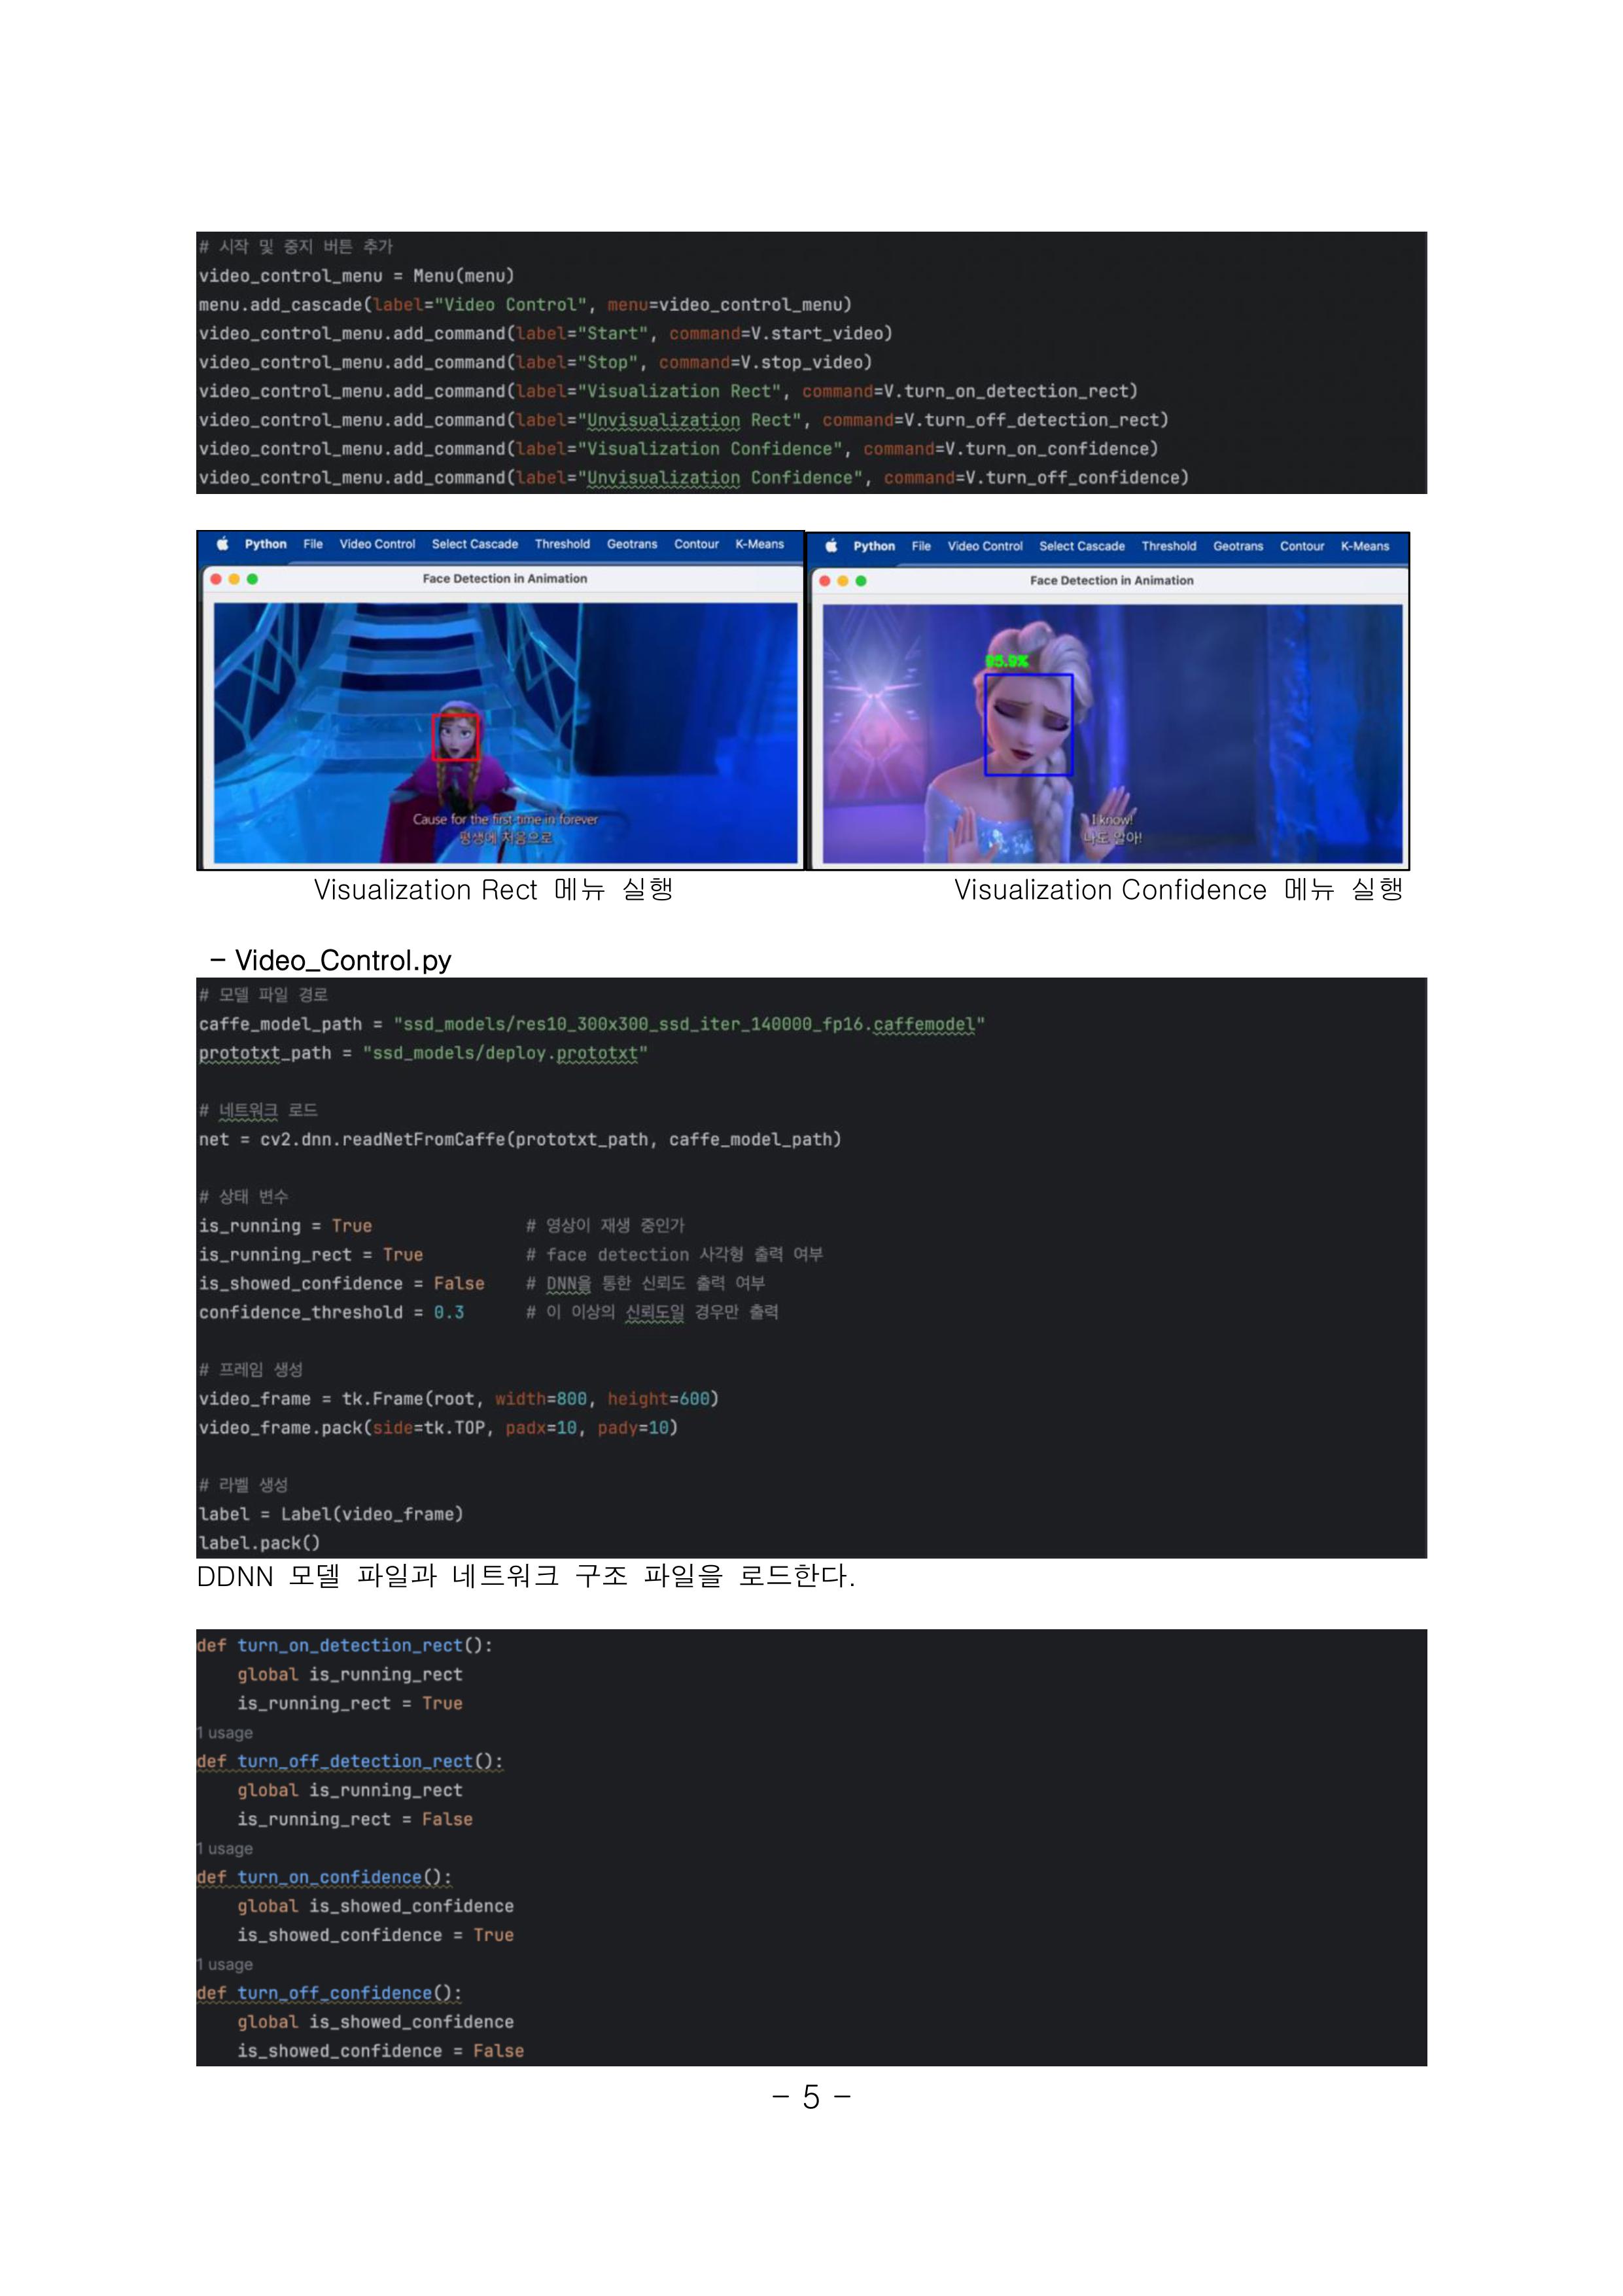 # 시작 및 중지 버튼 추가
video_control_menu = Menu(menu)
menu.add_cascade(label="Video Control", menu=video_control_menu)
video_control_menu.add_command(label="Start", command=V.start_video)
video_control_menu.add_command(label="Stop", command=V.stop_video)
video_control_menu.add_command(label="Visualization Rect", command=V.turn_on_detection_rect)
video_control_menu.add_command(label="Unvisualization Rect", command=V.turn_off_detection_rect)
video_control_menu.add_command(label="Visualization Confidence", command=V.turn_on_confidence)
video_control_menu.add_command(label="Unvisualization Confidence", command=V.turn_off_confidence)
Python File Video Control Select Cascade Threshold Geotrans Contour K-Means
Face Detection in Animation
Cause for the first time in forever
평생에 처음으로
Python File Video Control Select Cascade Threshold Geotrans Contour K-Means
Face Detection in Animation
95.9%
I know!
나도 알아!
Visualization Rect 메뉴 실행
Visualization Confidence 메뉴 실행
- Video_Control.py
# 모델 파일 경로
caffe_model_path = "ssd_models/res10_300x300_ssd_iter_140000_fp16.caffemodel"
prototxt_path = "ssd_models/deploy.prototxt"
# 네트워크 로드
net = cv2.dnn.readNetFromCaffe(prototxt_path, caffe_model_path)
# 상태 변수
is_running = True # 영상이 재생 중인가
is_running_rect = True # face detection 사각형 출력 여부
is_showed_confidence = False # DNN을 통한 신뢰도 출력 여부
confidence_threshold = 0.3 # 이 이상의 신뢰도일 경우만 출력
# 프레임 생성
video_frame = tk.Frame(root, width=800, height=600)
video_frame.pack(side=tk.TOP, padx=10, pady=10)
# 라벨 생성
label = Label(video_frame)
label.pack()
DDNN 모델 파일과 네트워크 구조 파일을 로드한다.
def turn_on_detection_rect():
global is_running_rect
is_running_rect = True
1 usage
def turn_off_detection_rect():
global is_running_rect
is_running_rect = False
1 usage
def turn_on_confidence():
global is_showed_confidence
is_showed_confidence = True
1 usage
def turn_off_confidence():
global is_showed_confidence
is_showed_confidence = False
- 5 -